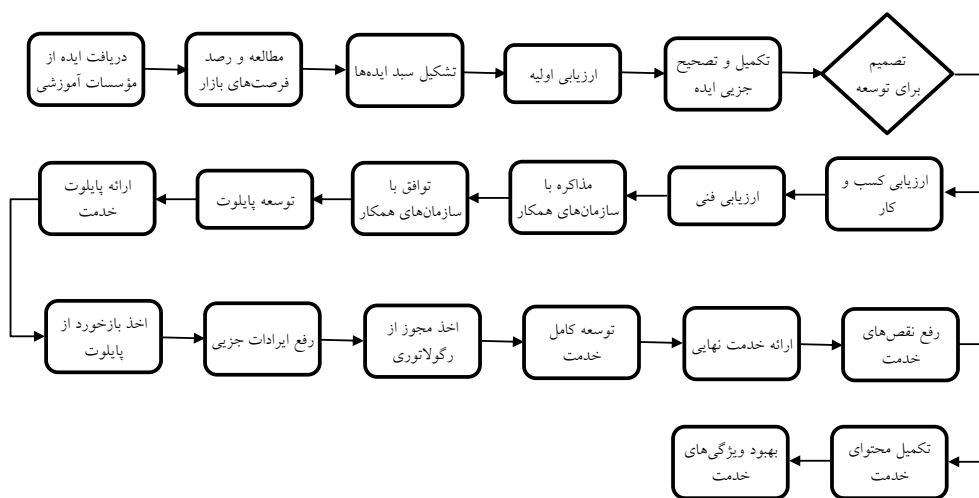 دریافت ایده از
مؤسسات آموزشی
مطالعه و رصد
فرصت‌های بازار
تشکیل سبد ایده‌ها
ارزیابی اولیه
تکمیل و تصحیح
جزیی ایده
تصمیم
برای توسعه
ارزیابی کسب و
کار
ارزیابی فنی
مذاکره با
سازمان‌های همکار
توافق با
سازمان‌های همکار
توسعه پایلوت
ارائه پایلوت
خدمت
اخذ بازخورد از
پایلوت
رفع ایرادات جزیی
اخذ مجوز از
رگولاتوری
توسعه کامل
خدمت
ارائه خدمت نهایی
رفع نقص‌های
خدمت
تکمیل محتوای
خدمت
بهبود ویژگی‌های
خدمت